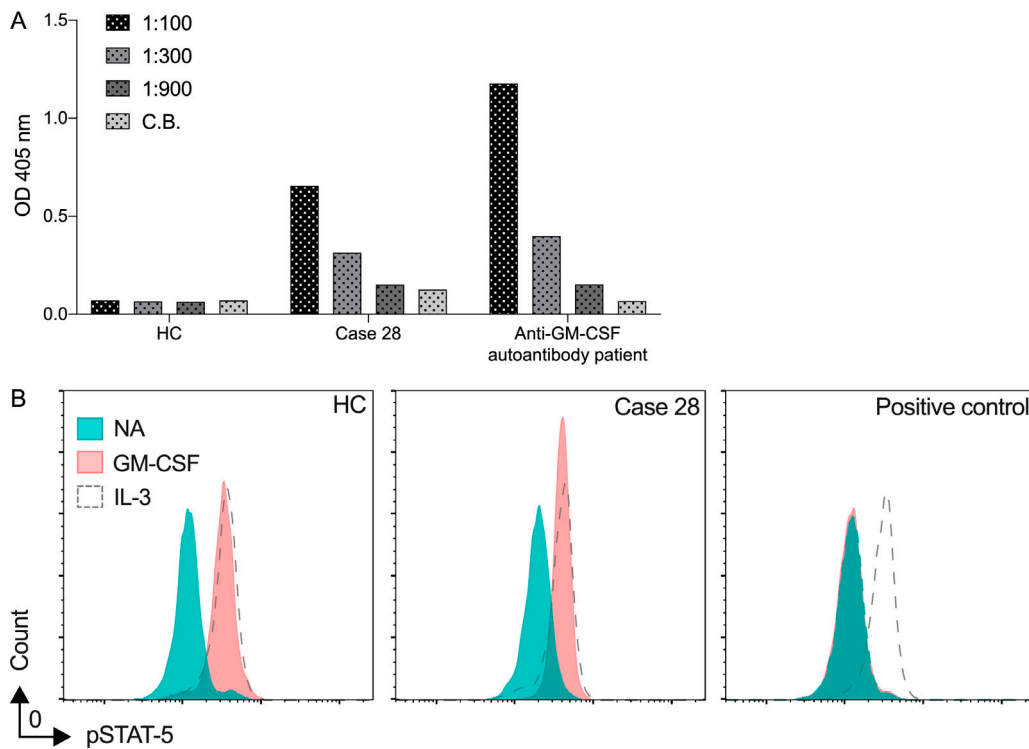 A
1.5
1.0
0.5
0.0
OD 405 nm
1:100
1:300
1:900
C.B.
HC
Case 28
Anti-GM-CSF
autoantibody patient
B
HC
Case 28
Positive control
NA
GM-CSF
IL-3
Count
0
pSTAT-5